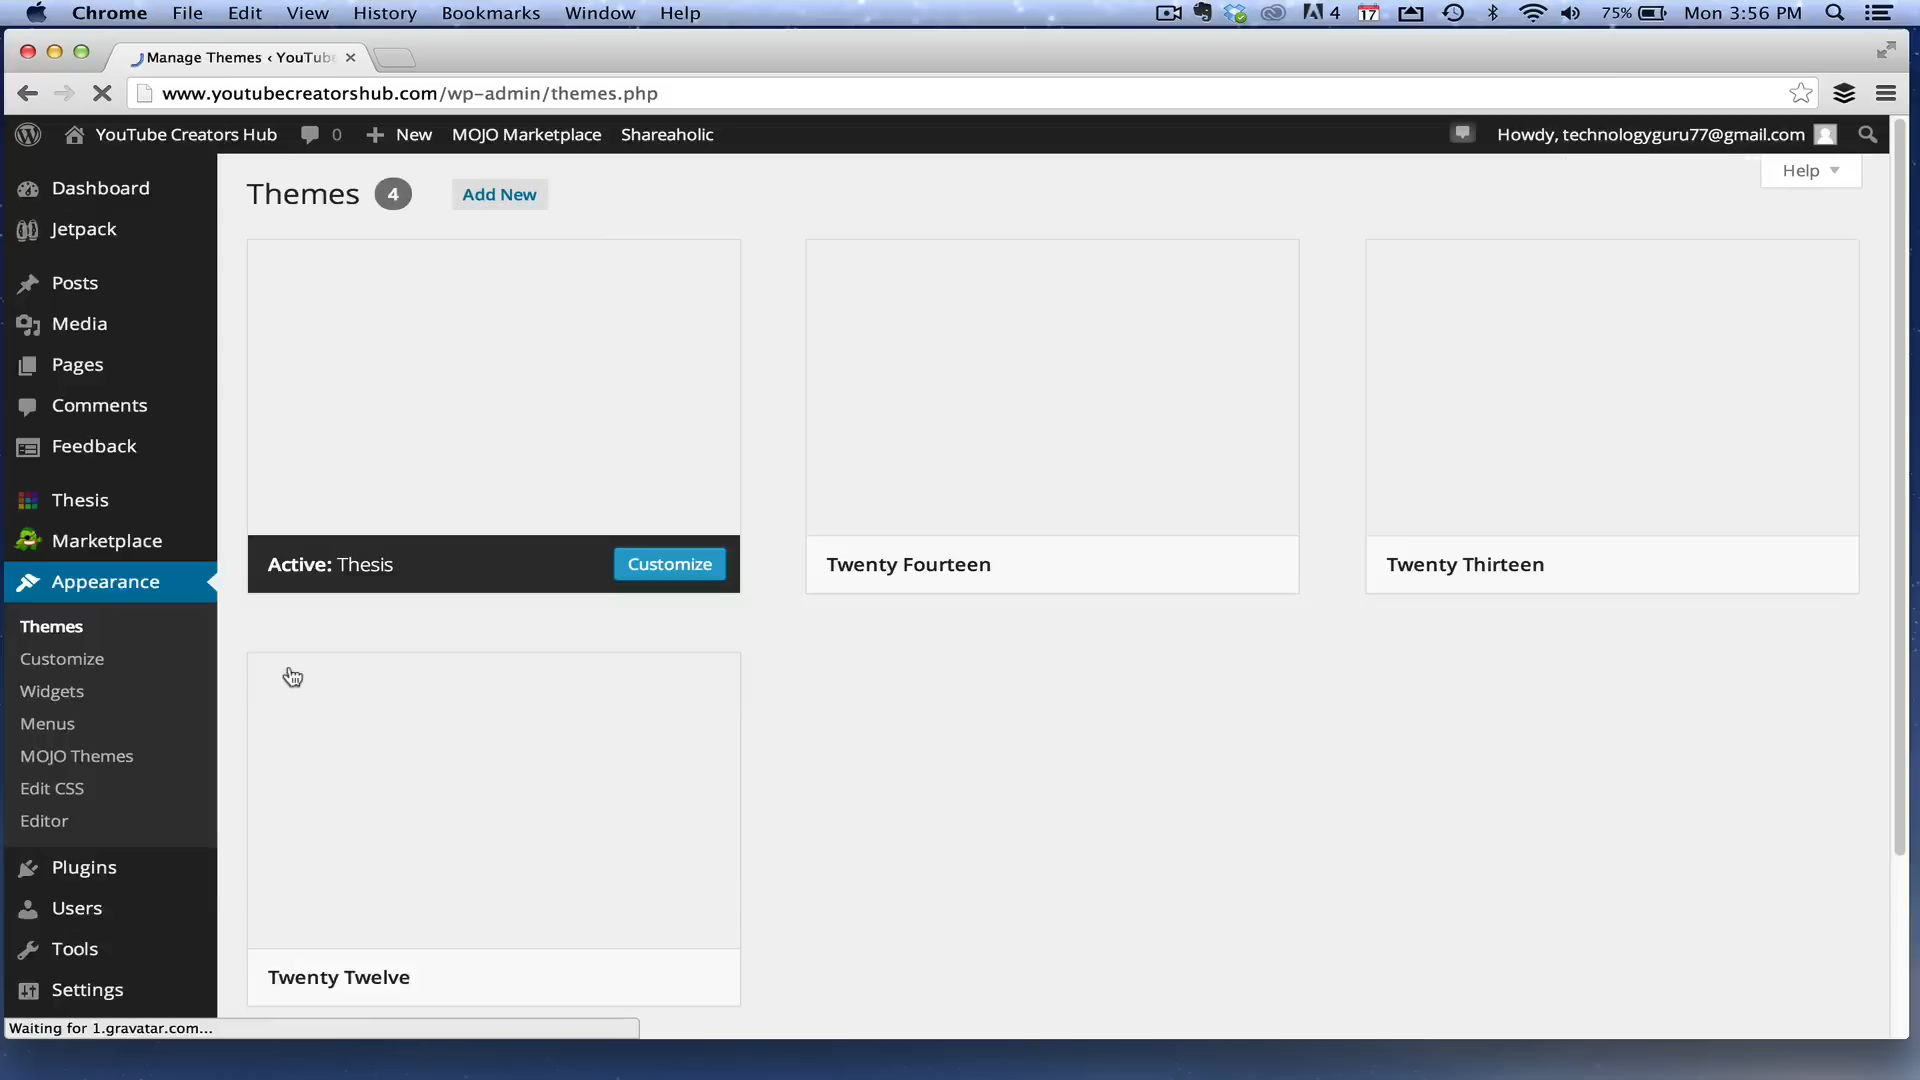 Chrome File Edit View History Bookmarks Window Help 4 17 75% Mon 3:56 PM
Manage Themes ‹ YouTube
www.youtubecreatorshub.com/wp-admin/themes.php
YouTube Creators Hub 0 New MOJO Marketplace Shareaholic Howdy, technologyguru77@gmail.com
Help
Themes 4 Add New
Dashboard
Jetpack
Posts
Media
Pages
Comments
Feedback
Thesis
Marketplace
Appearance
Themes
Customize
Widgets
Menus
MOJO Themes
Edit CSS
Editor
Plugins
Users
Tools
Settings
Active: Thesis Customize
Twenty Fourteen
Twenty Thirteen
Twenty Twelve
Waiting for 1.gravatar.com...